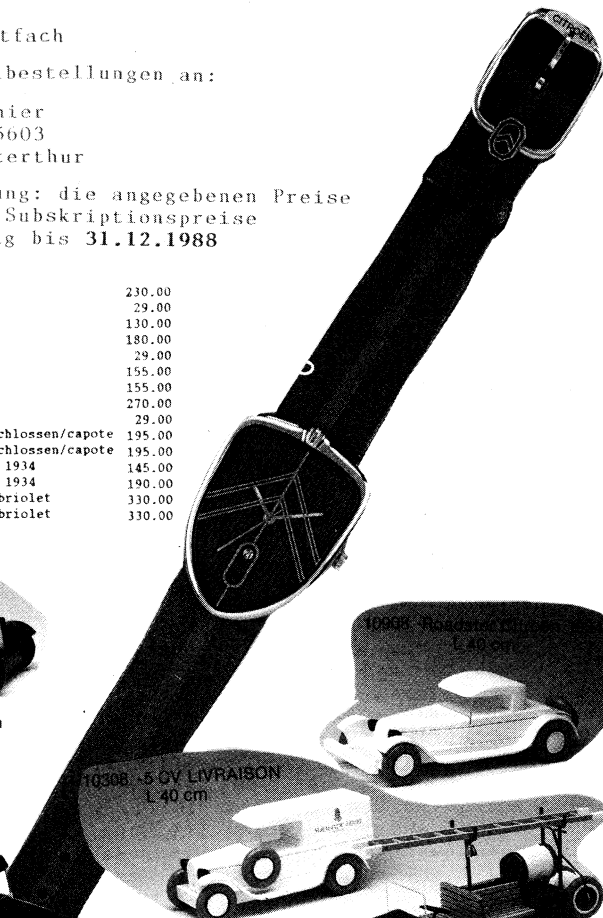 tfach
bestellungen an:
nier
5603
terthur
ung: die angegebenen Preise
Subskriptionspreise
g bis 31.12.1988
230.00
29.00
130.00
180.00
29.00
155.00
155.00
270.00
29.00
chlossen/capote 195.00
chlossen/capote 195.00
1934 145.00
1934 190.00
briolet 330.00
briolet 330.00
CITROËN
10908.-Roadster Citroën
L 40 cm
10308.-5 CV LIVRAISON
L 40 cm